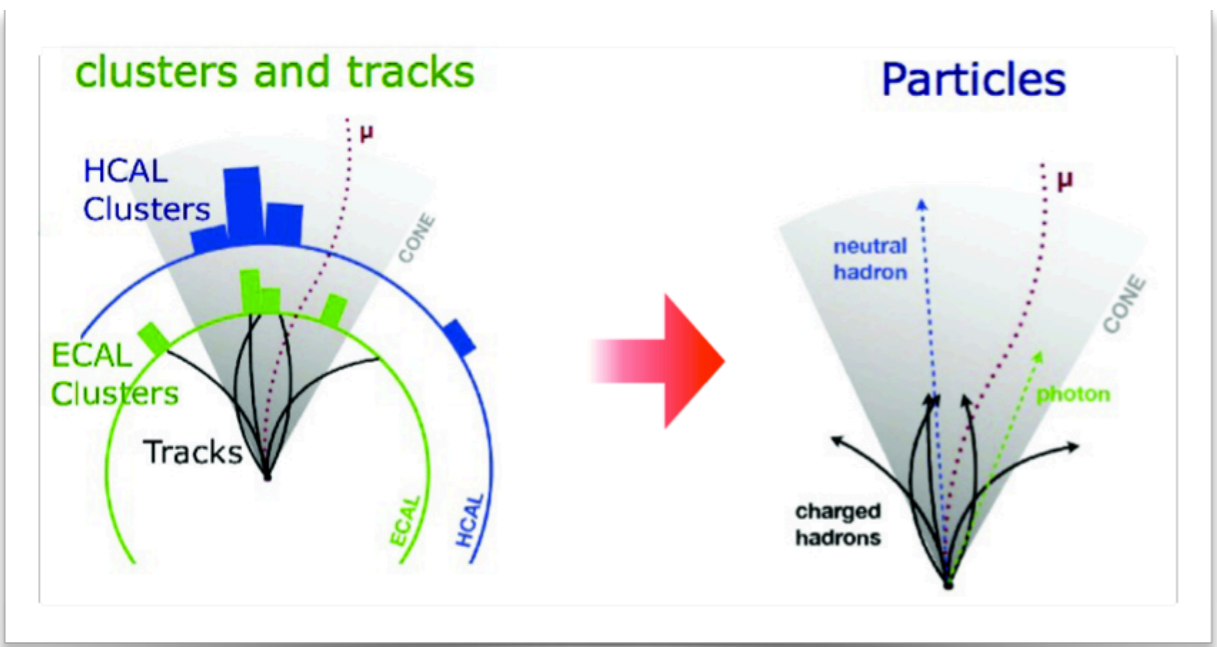 clusters and tracks
µ
HCAL
Clusters
CONE
ECAL
Clusters
Tracks
ECAL
HCAL
Particles
µ
neutral
hadron
CONE
photon
charged
hadrons